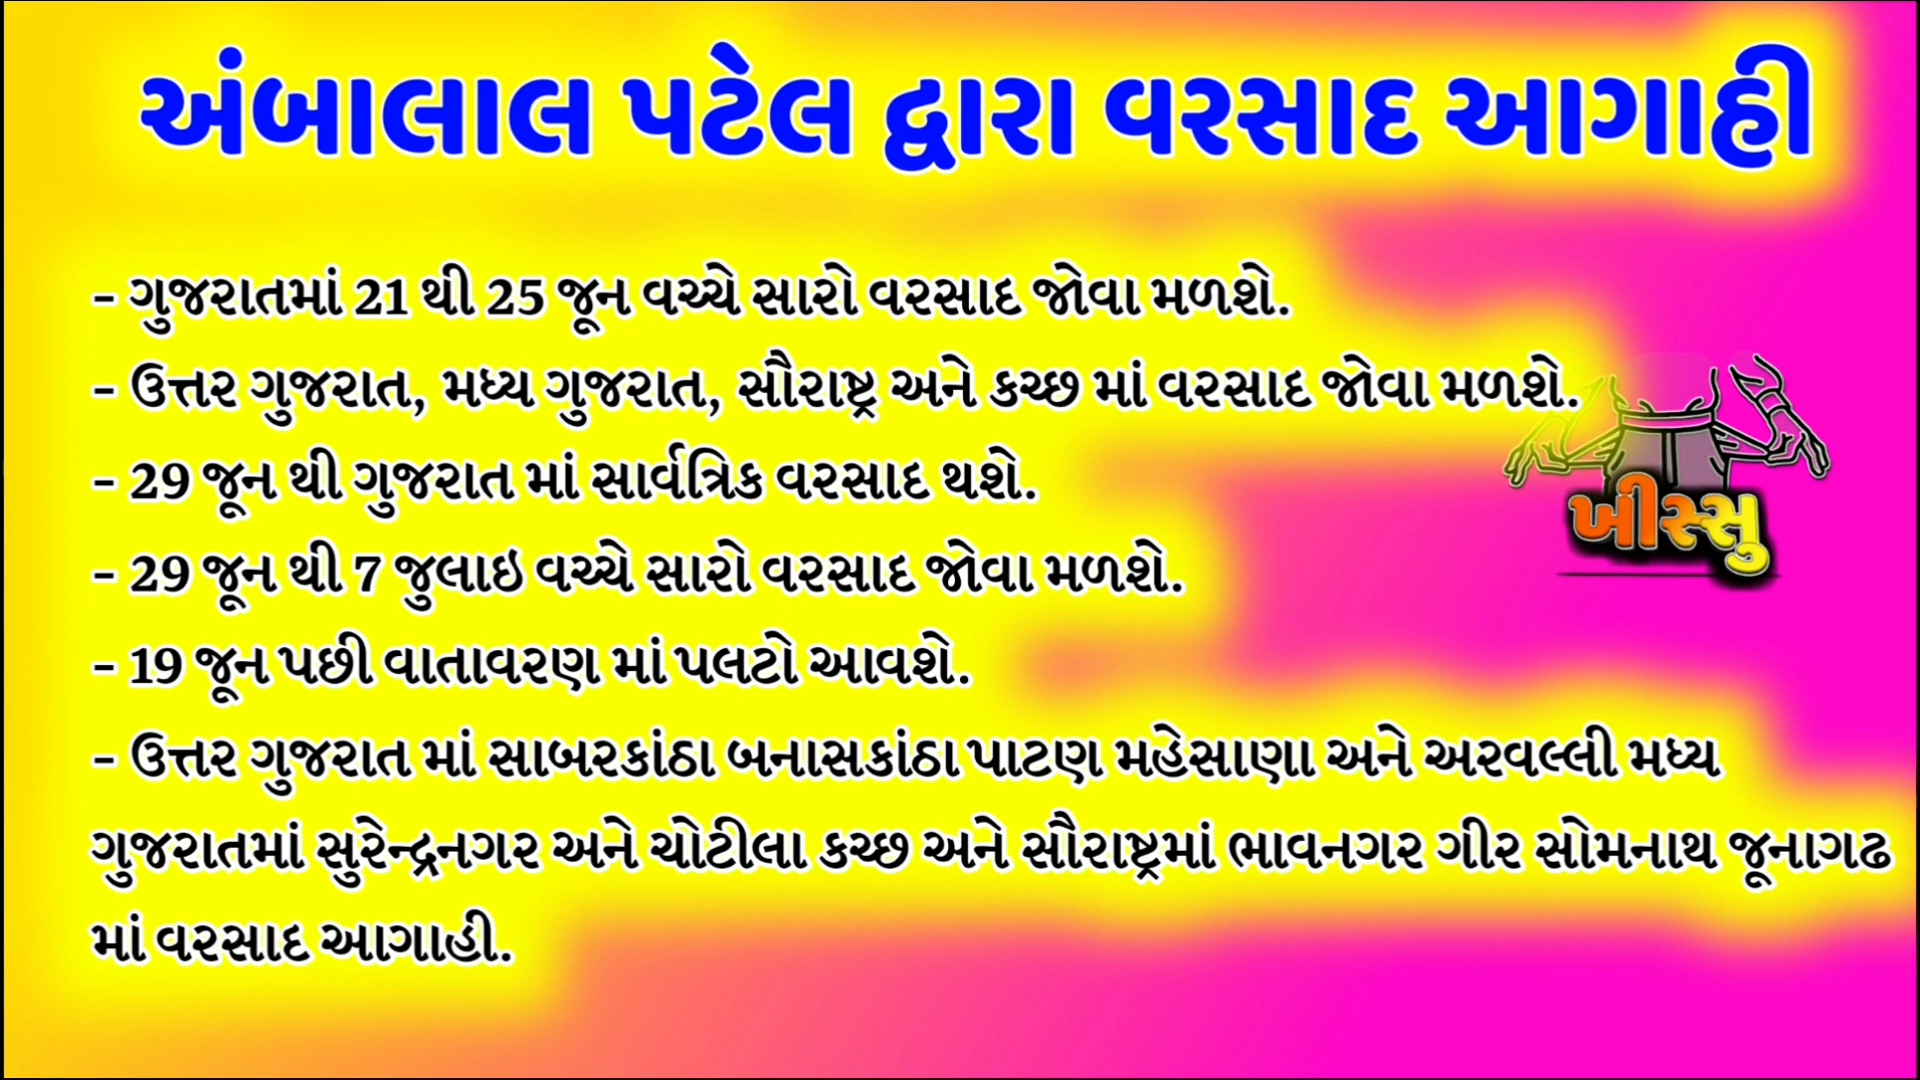 અંબાલાલ પટેલ દ્વારા વરસાદ આગાહી
- ગુજરાતમાં 21 થી 25 જૂન વચ્ચે સારો વરસાદ જોવા મળશે.
- ઉત્તર ગુજરાત, મધ્ય ગુજરાત, સૌરાષ્ટ્ર અને કચ્છ માં વરસાદ જોવા મળશે.
- 29 જૂન થી ગુજરાત માં સાર્વત્રિક વરસાદ થશે.
- 29 જૂન થી 7 જુલાઇ વચ્ચે સારો વરસાદ જોવા મળશે.
- 19 જૂન પછી વાતાવરણ માં પલટો આવશે.
- ઉત્તર ગુજરાત માં સાબરકાંઠા બનાસકાંઠા પાટણ મહેસાણા અને અરવલ્લી મધ્ય
ગુજરાતમાં સુરેન્દ્રનગર અને ચોટીલા કચ્છ અને સૌરાષ્ટ્રમાં ભાવનગર ગીર સોમનાથ જૂનાગઢ
માં વરસાદ આગાહી.
ખીસ્સુ